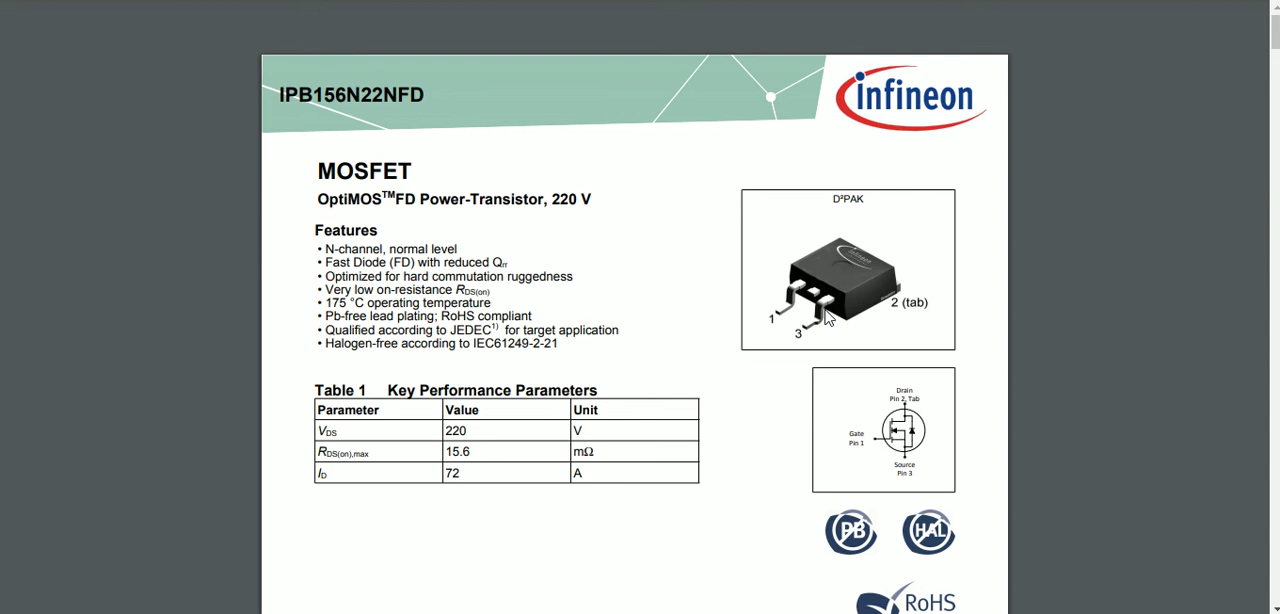 IPB156N22NFD
infineon
MOSFET
OptiMOS™FD Power-Transistor, 220 V
D²PAK
Features
• N-channel, normal level
• Fast Diode (FD) with reduced Qrr
• Optimized for hard commutation ruggedness
• Very low on-resistance RDS(on)
• 175 °C operating temperature
• Pb-free lead plating; RoHS compliant
• Qualified according to JEDEC1) for target application
• Halogen-free according to IEC61249-2-21
Infineon
2 (tab)
1
3
Table 1 Key Performance Parameters
Parameter Value Unit
VDS 220 V
RDS(on),max 15.6 mΩ
ID 72 A
Drain
Pin 2, Tab
Gate
Pin 1
Source
Pin 3
PB
HAL
RoHS